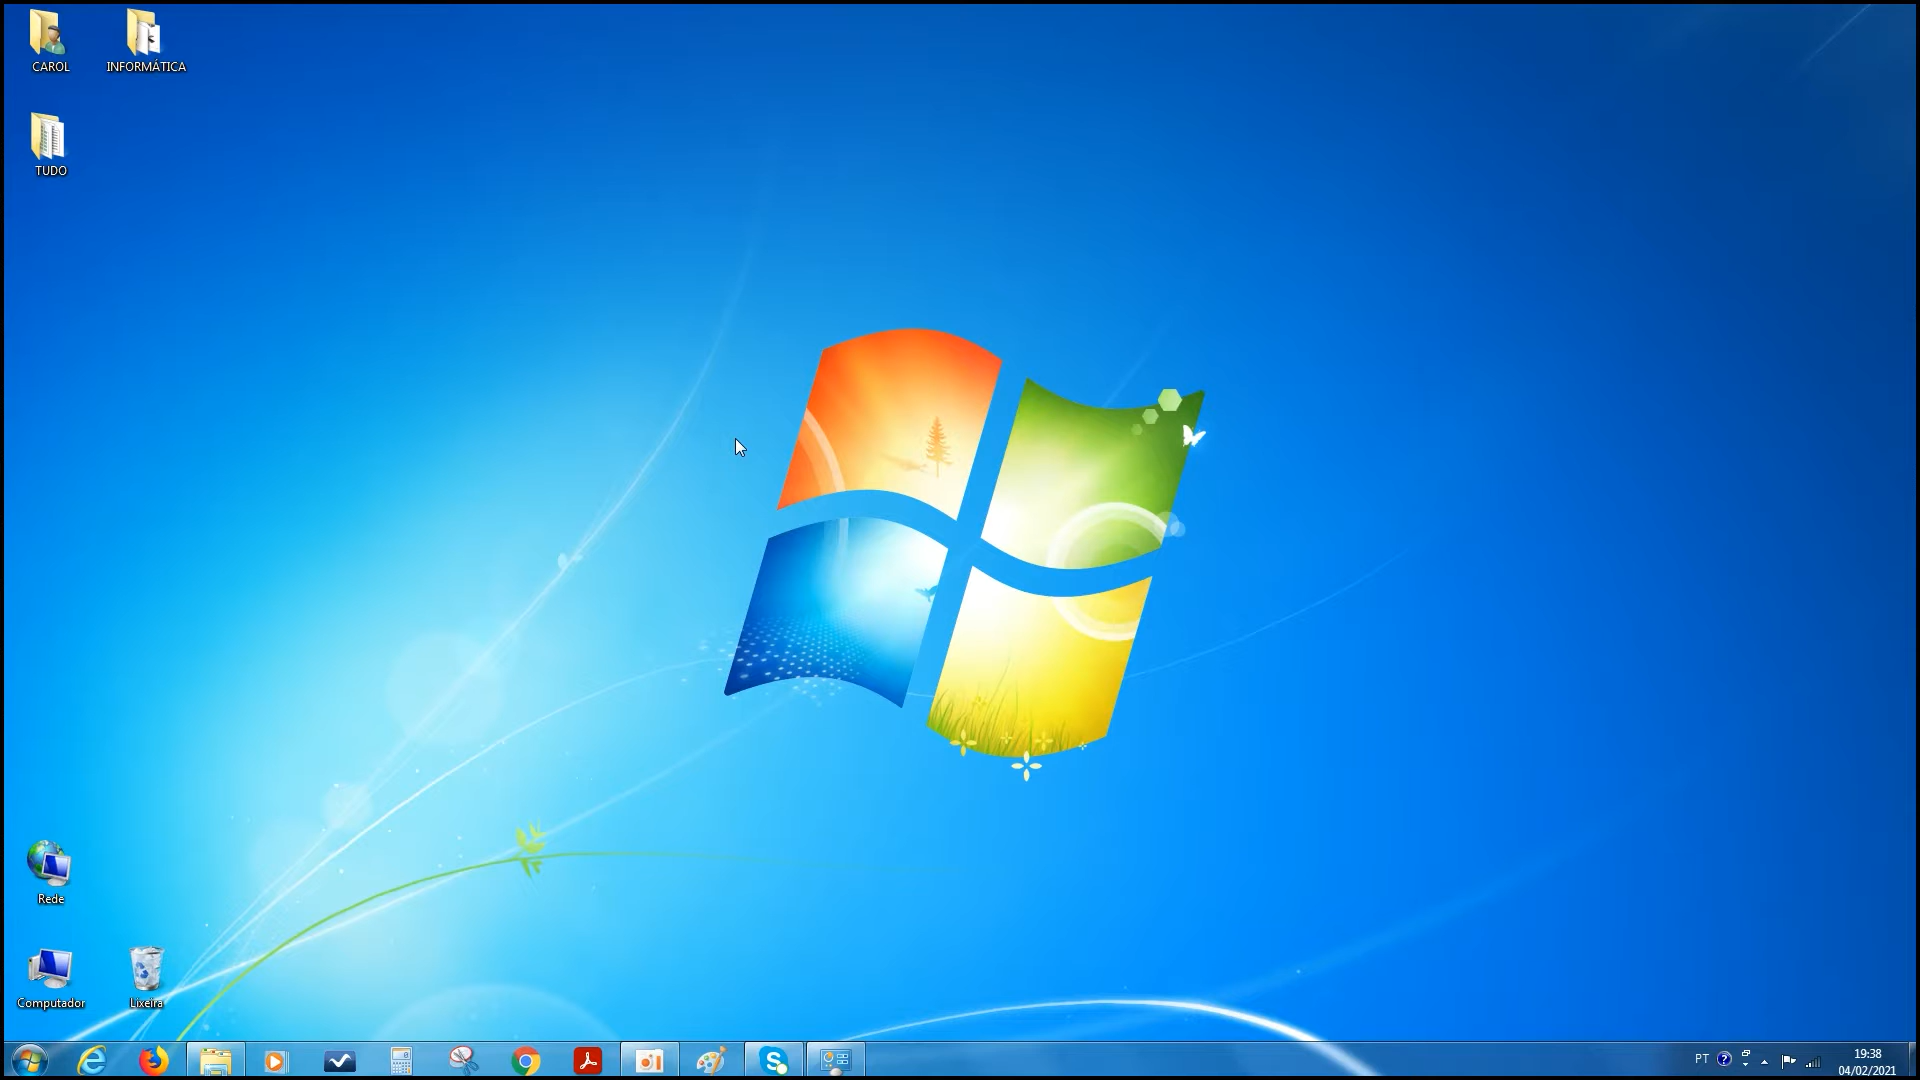 CAROL
INFORMÁTICA
TUDO
Rede
Computador
Lixeira
PT
19:38
04/02/2021